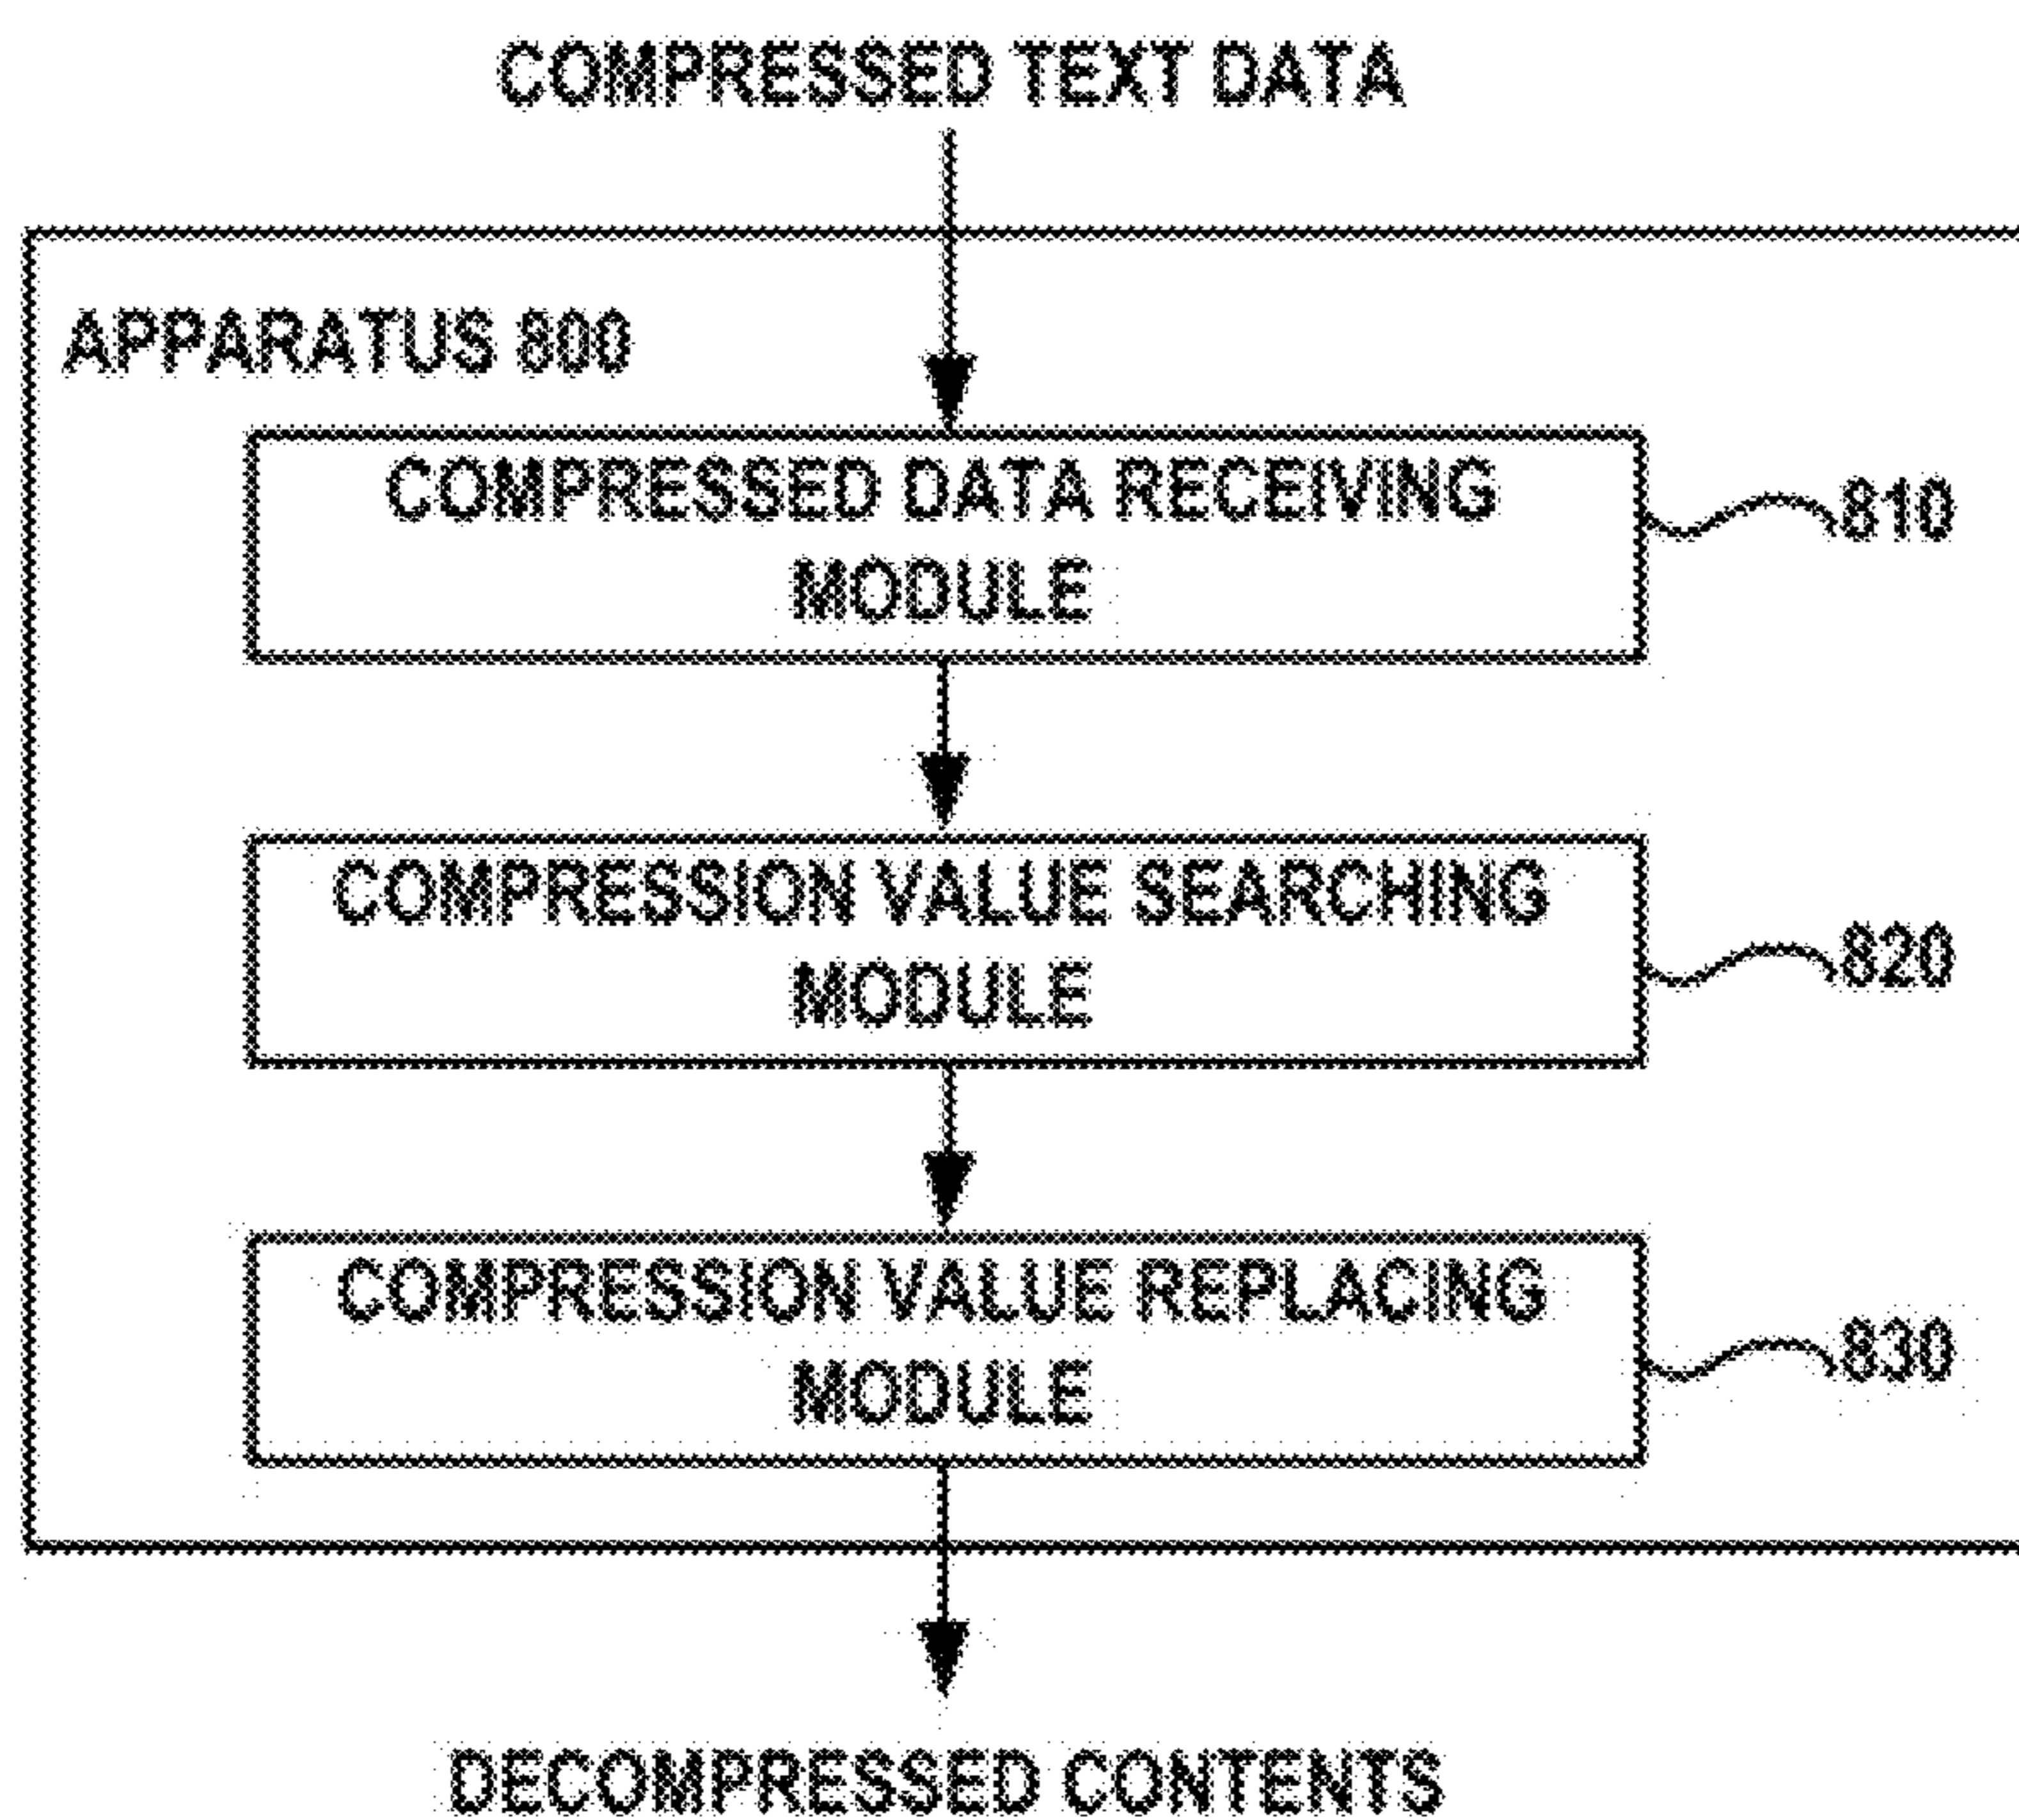 COMPRESSED TEXT DATA
APPARATUS 800
COMPRESSED DATA RECEIVING
MODULE
810
COMPRESSION VALUE SEARCHING
MODULE
820
COMPRESSION VALUE REPLACING
MODULE
830
DECOMPRESSED CONTENTS